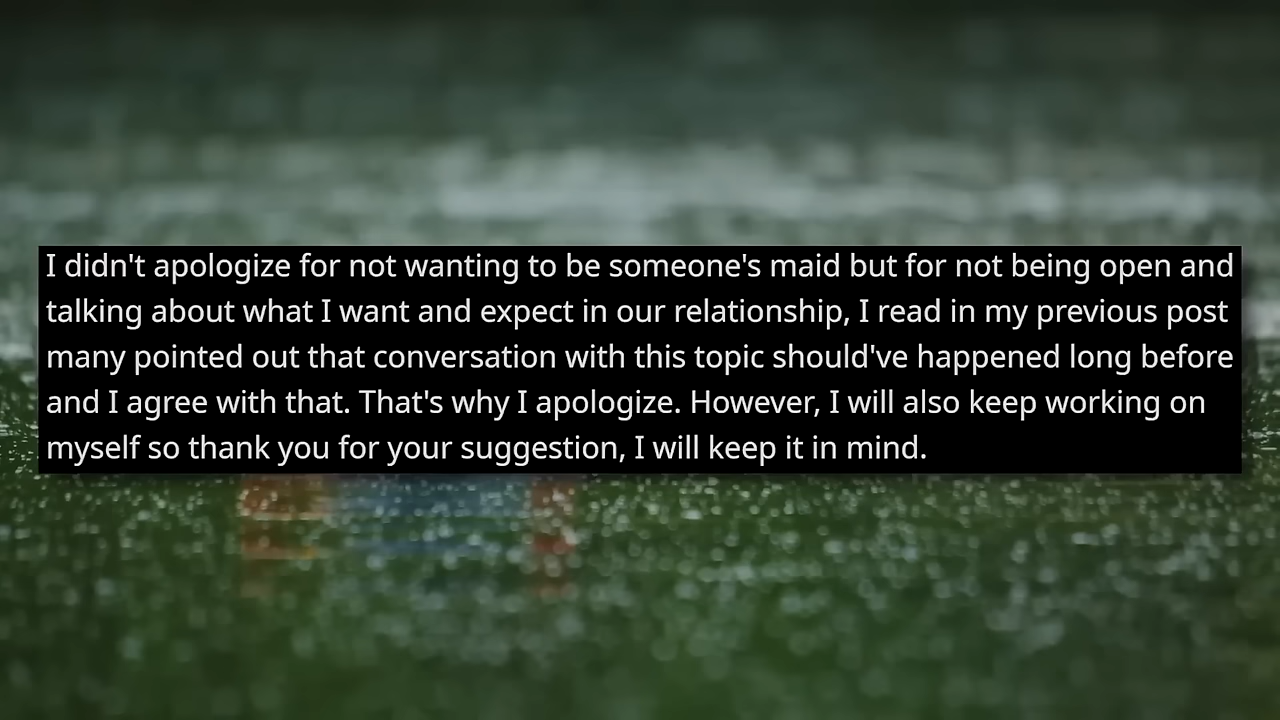 I didn't apologize for not wanting to be someone's maid but for not being open and
talking about what I want and expect in our relationship, I read in my previous post
many pointed out that conversation with this topic should've happened long before
and I agree with that. That's why I apologize. However, I will also keep working on
myself so thank you for your suggestion, I will keep it in mind.